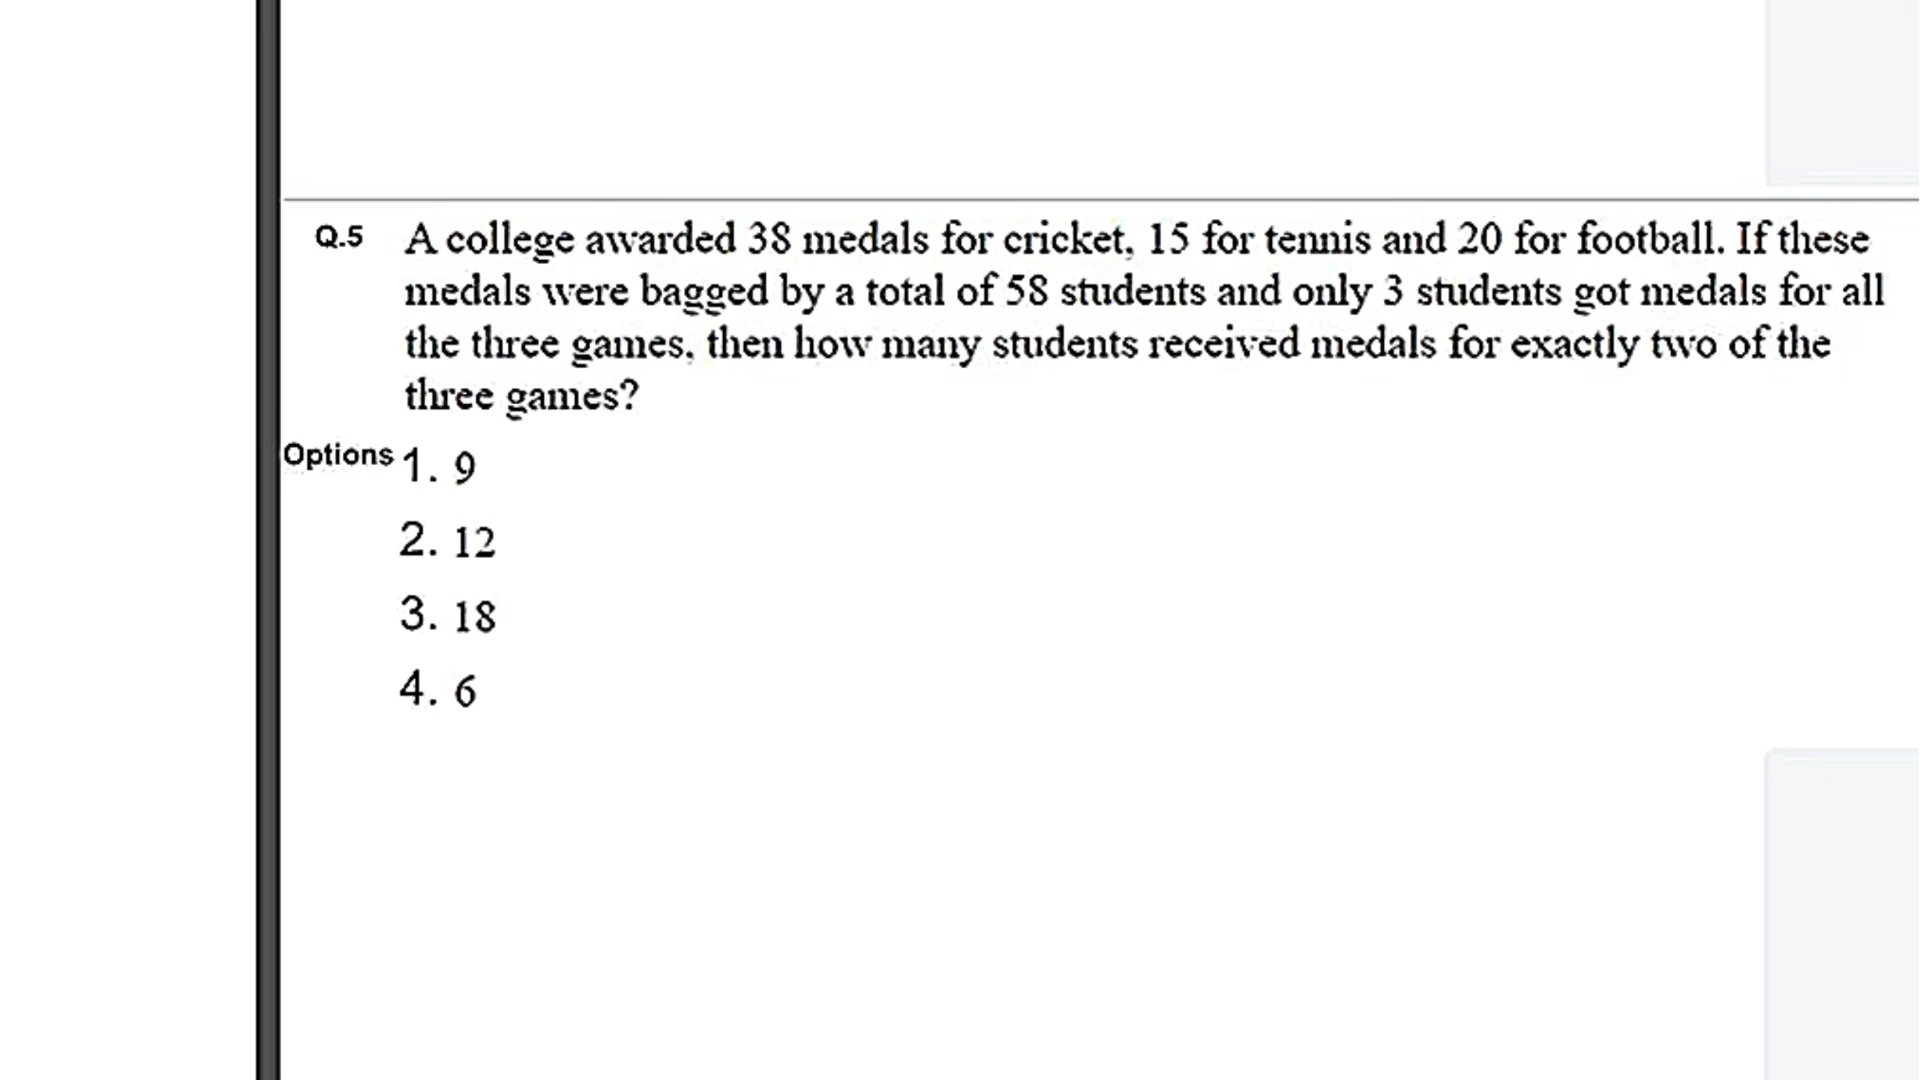 Q.5 A college awarded 38 medals for cricket, 15 for tennis and 20 for football. If these
medals were bagged by a total of 58 students and only 3 students got medals for all
the three games, then how many students received medals for exactly two of the
three games?
Options 1. 9
2. 12
3. 18
4. 6